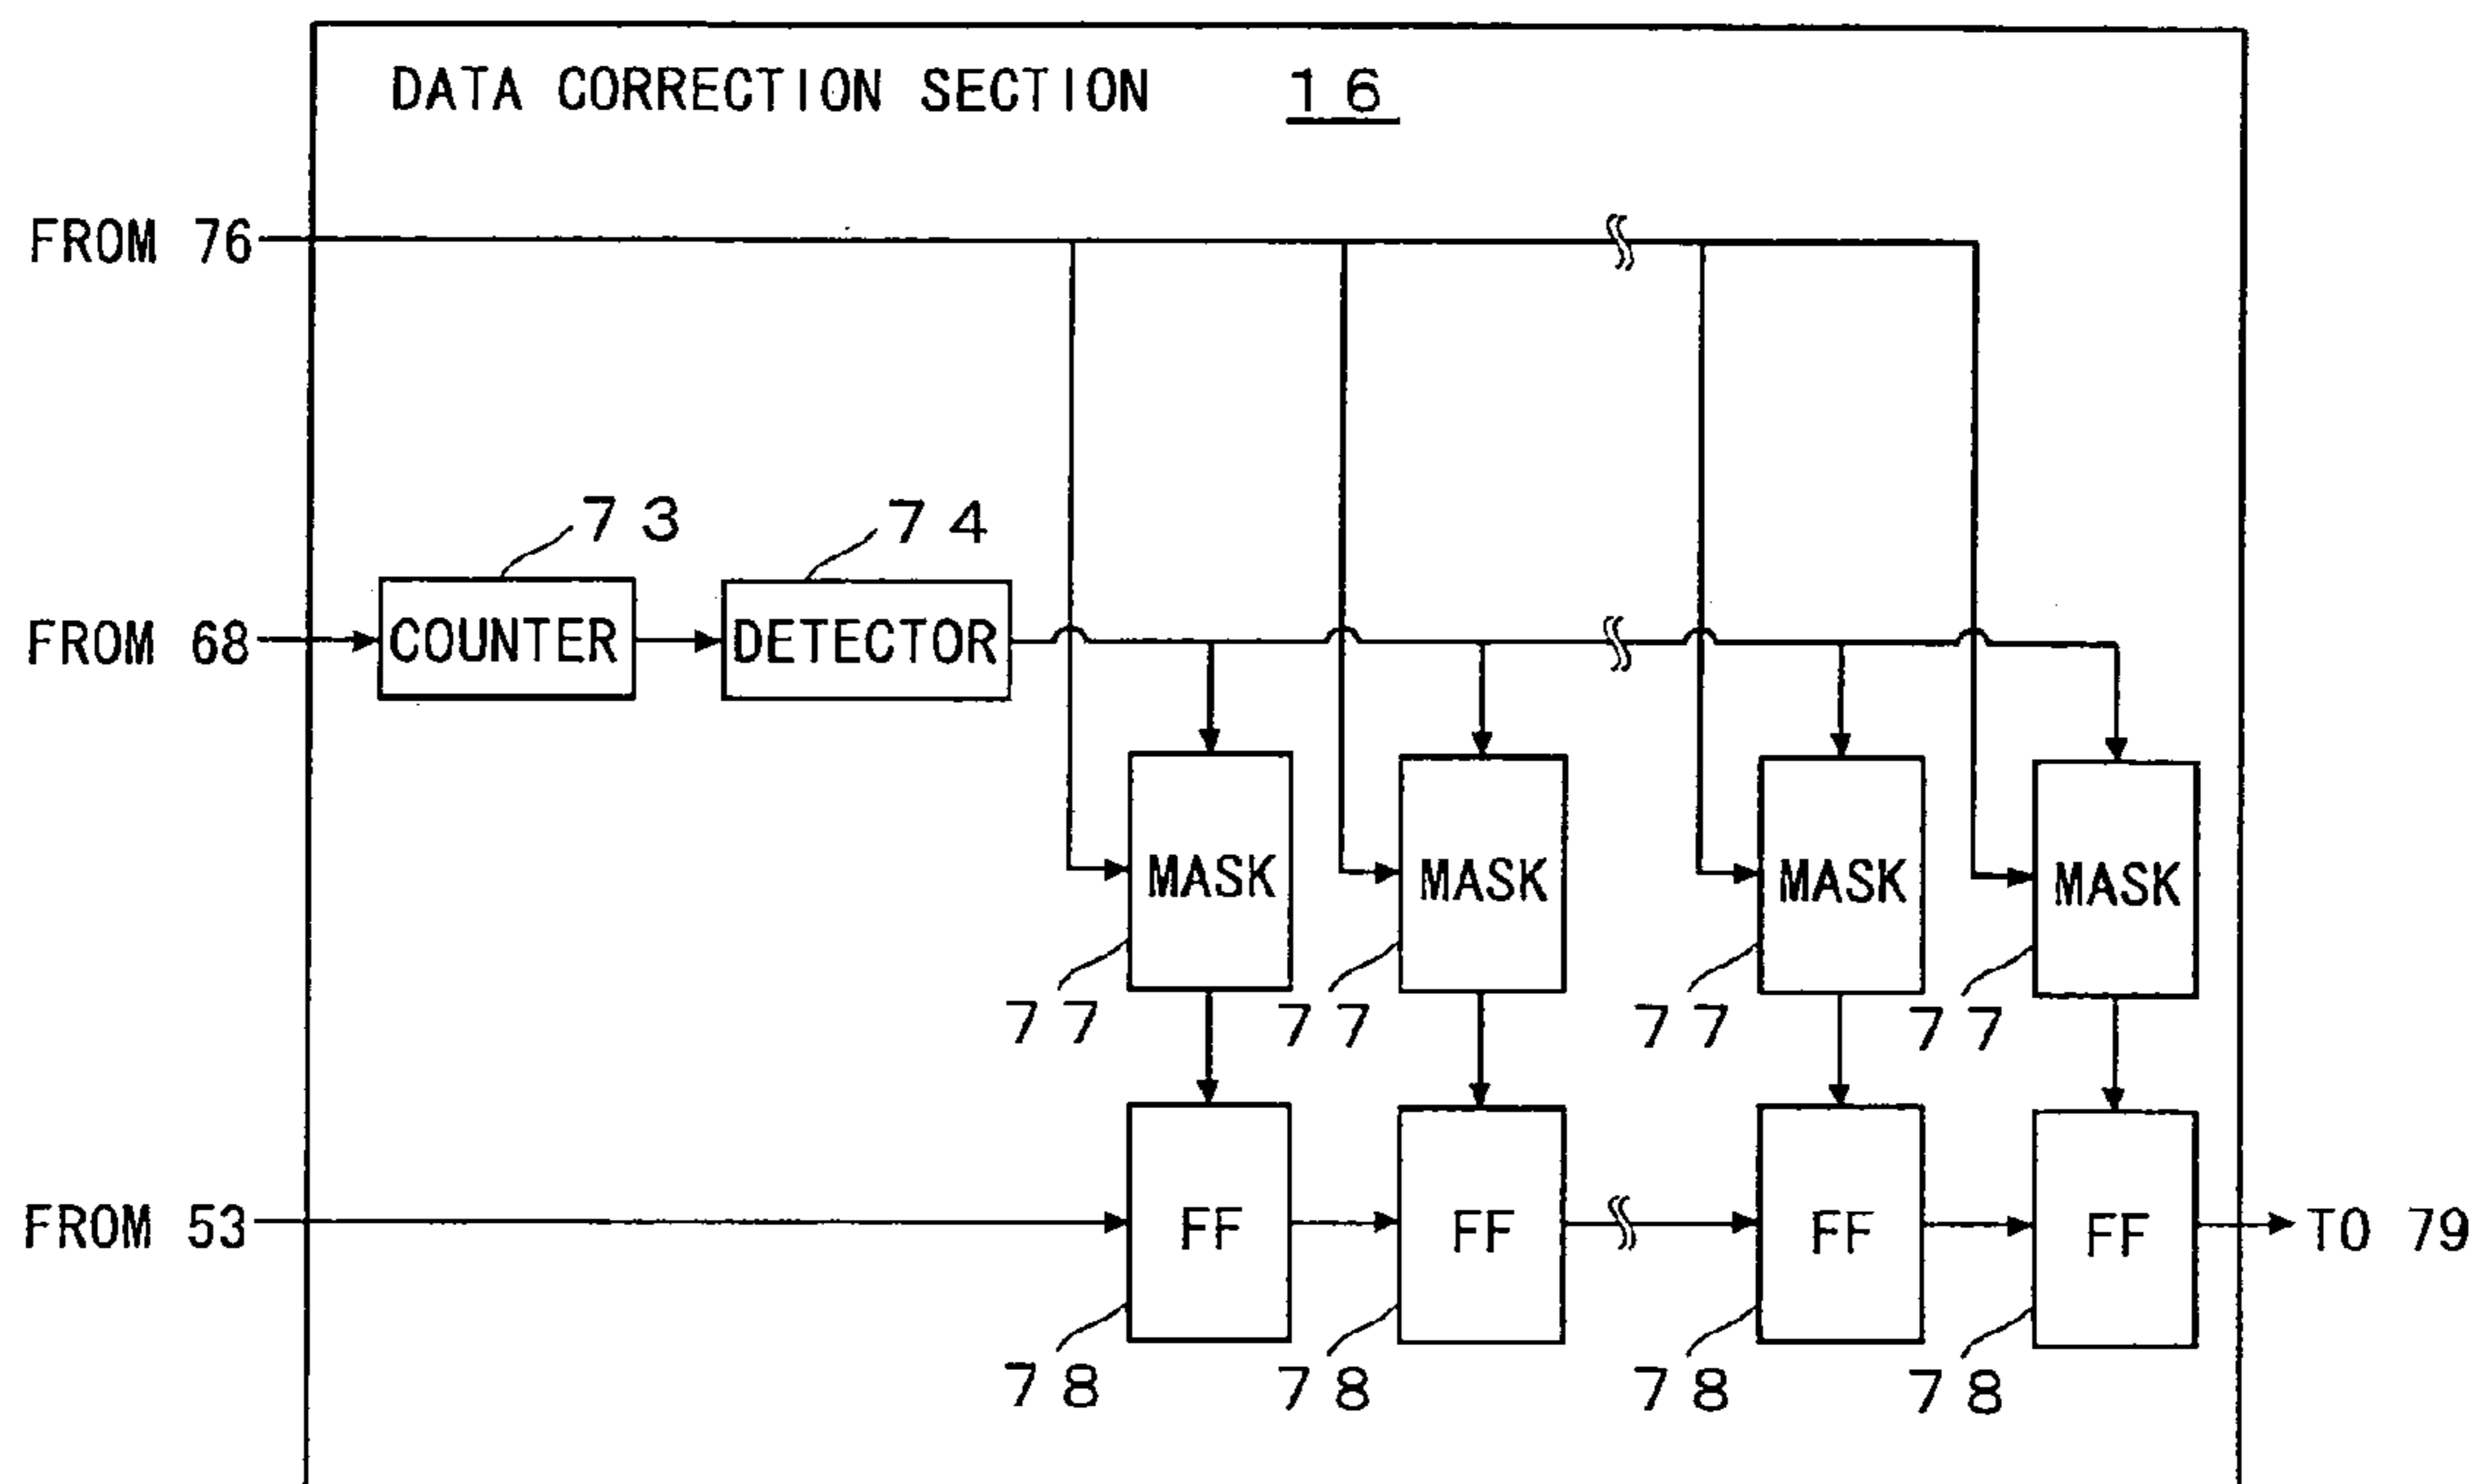 DATA CORRECTION SECTION 16
FROM 76
73 74
FROM 68 COUNTER DETECTOR
MASK MASK MASK MASK
77 77 77 77
FROM 53 FF FF FF FF TO 79
78 78 78 78